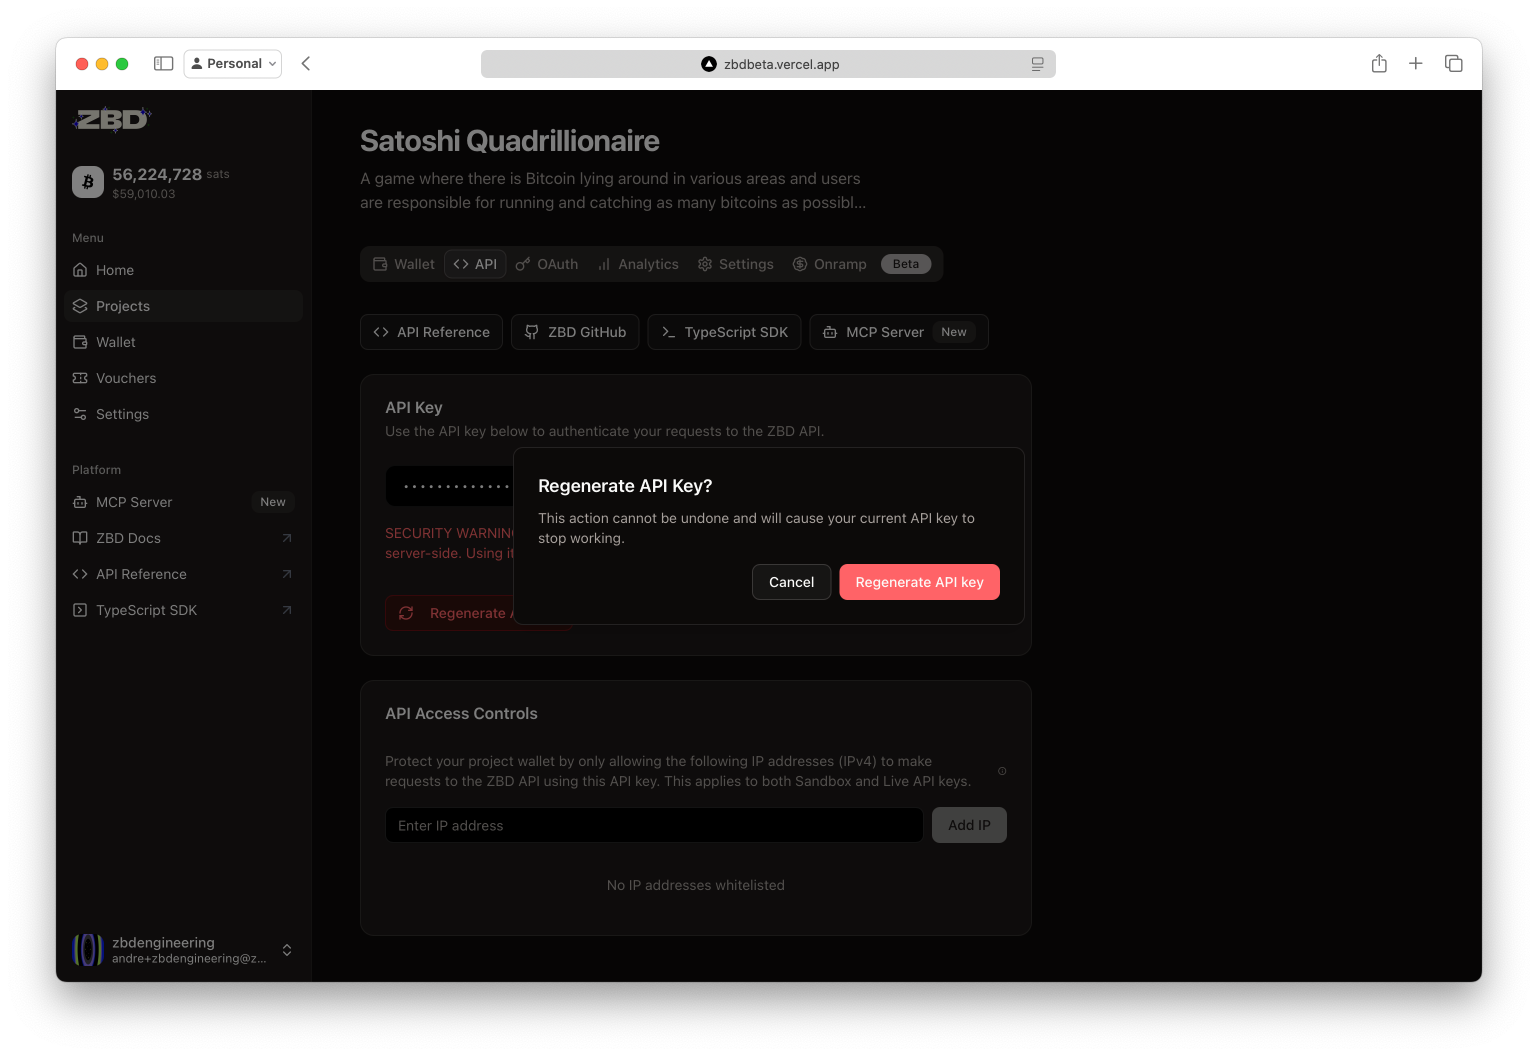 Personal
zbdbeta.vercel.app
ZBD
56,224,728 sats
$59,010.03
Menu
Home
Projects
Wallet
Vouchers
Settings
Platform
MCP Server New
ZBD Docs
API Reference
TypeScript SDK
zbdengineering
andre+zbdengineering@z...
Satoshi Quadrillionaire
A game where there is Bitcoin lying around in various areas and users
are responsible for running and catching as many bitcoins as possibl...
Wallet API OAuth Analytics Settings Onramp Beta
API Reference ZBD GitHub TypeScript SDK MCP Server New
API Key
Use the API key below to authenticate your requests to the ZBD API.
SECURITY
server-side. Using
Regenerate
Regenerate API Key?
This action cannot be undone and will cause your current API key to
stop working.
Cancel Regenerate API key
API Access Controls
Protect your project wallet by only allowing the following IP addresses (IPv4) to make
requests to the ZBD API using this API key. This applies to both Sandbox and Live API keys.
Enter IP address Add IP
No IP addresses whitelisted